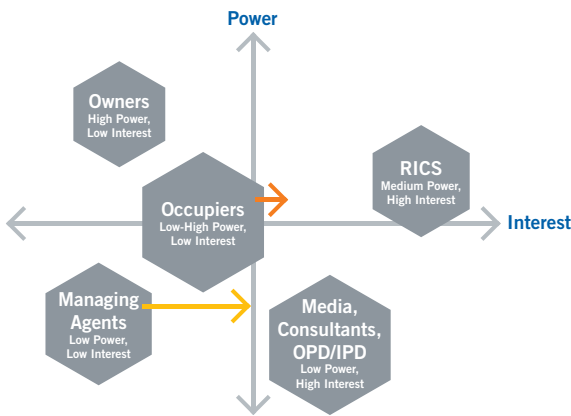 Power
Owners
High Power,
Low Interest
RICS
Medium Power,
High Interest
Occupiers
Low-High Power,
Low Interest
Interest
Managing
Agents
Low Power,
Low Interest
Media,
Consultants,
OPD/IPD
Low Power,
High Interest